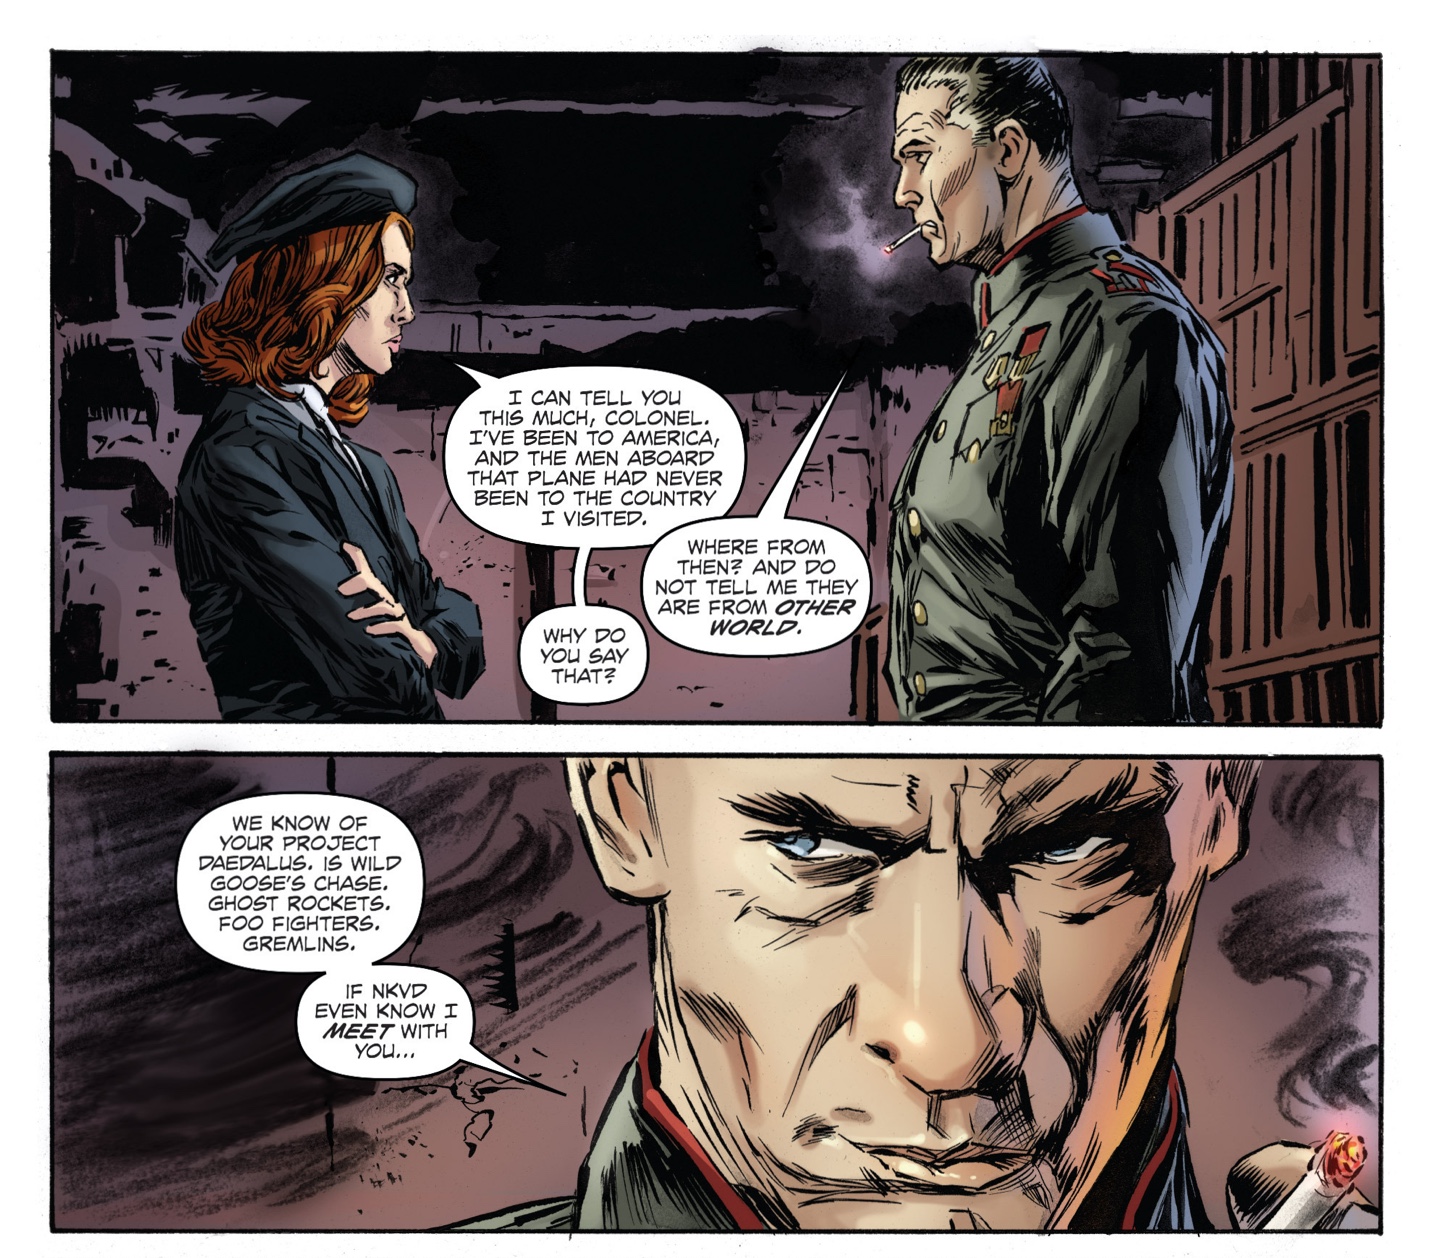 I CAN TELL YOU
THIS MUCH, COLONEL.
I'VE BEEN TO AMERICA,
AND THE MEN ABOARD
THAT PLANE HAD NEVER
BEEN TO THE COUNTRY
I VISITED.
WHY DO
YOU SAY
THAT?
WHERE FROM
THEN? AND DO
NOT TELL ME THEY
ARE FROM OTHER
WORLD.
WE KNOW OF
YOUR PROJECT
DAEDALUS. IS WILD
GOOSE'S CHASE.
GHOST ROCKETS.
FOO FIGHTERS.
GREMLINS.
IF NKVD
EVEN KNOW I
MEET WITH
YOU...